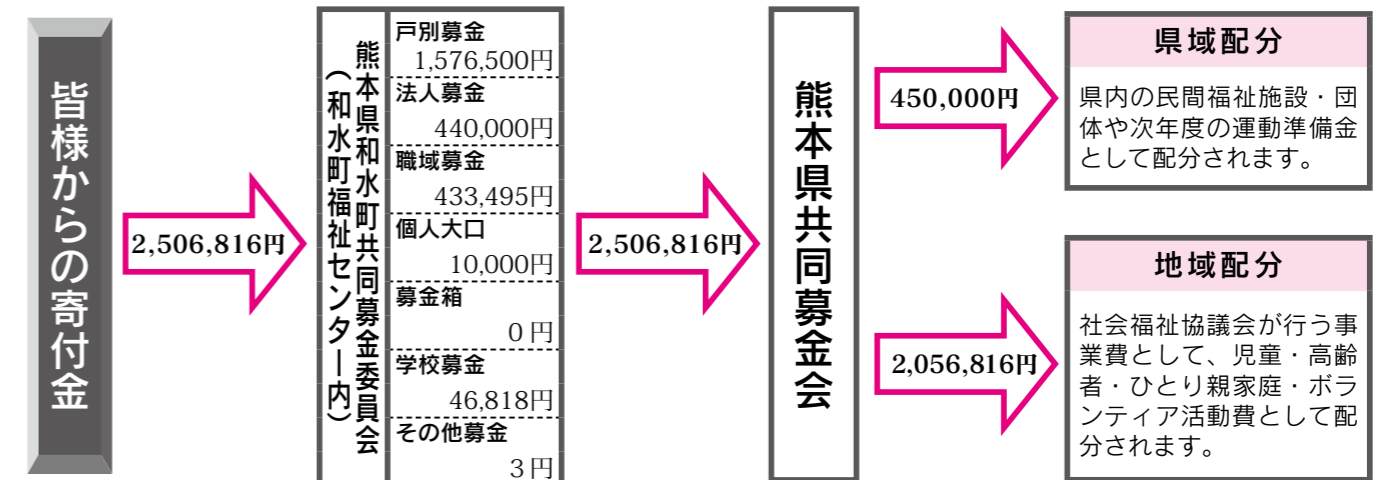 皆様からの寄付金
2,506,816円
熊本県和水町共同募金委員会
（和水町福祉センター内）
戸別募金
1,576,500円
法人募金
440,000円
職域募金
433,495円
個人大口
10,000円
募金箱
0円
学校募金
46,818円
その他募金
3円
2,506,816円
熊本県共同募金会
450,000円
県域配分
県内の民間福祉施設・団
体や次年度の運動準備金
として配分されます。
2,056,816円
地域配分
社会福祉協議会が行う事
業費として、児童・高齢
者・ひとり親家庭・ボラ
ンティア活動費として配
分されます。